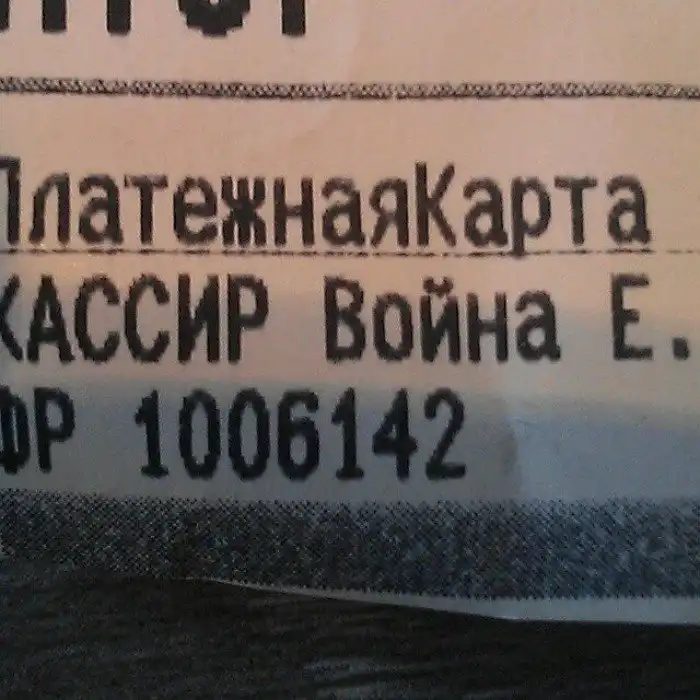 ПлатежнаяКарта
КАССИР Война Е.
ФР 1006142